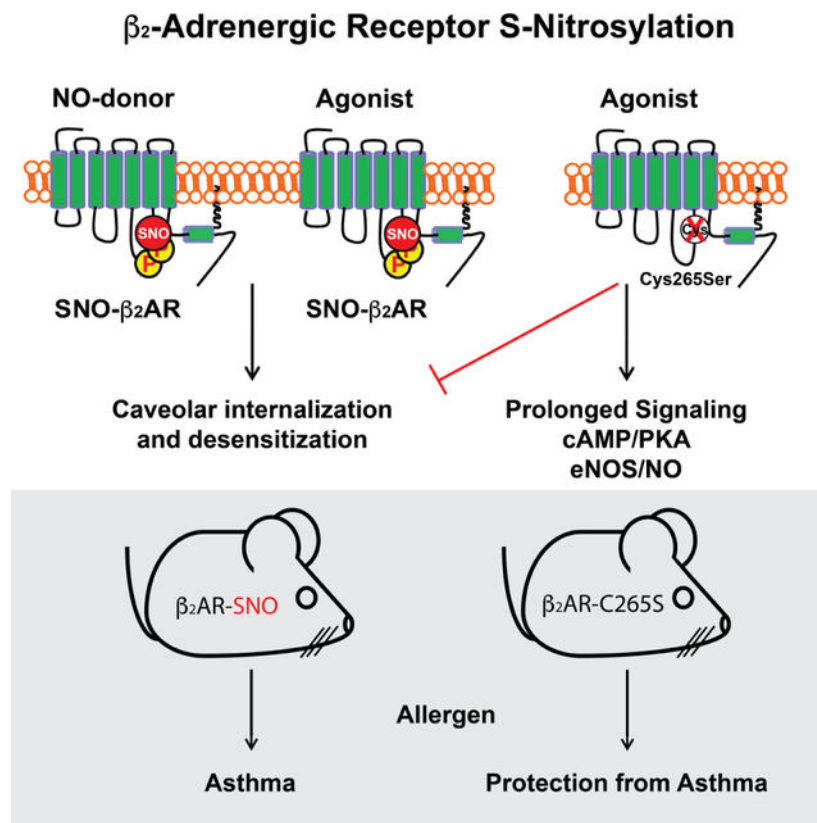 β₂-Adrenergic Receptor S-Nitrosylation
NO-donor
Agonist
Agonist
SNO
P
P
SNO
P
P
Cys
Cys265Ser
SNO-β₂AR
SNO-β₂AR
Caveolar internalization
and desensitization
Prolonged Signaling
cAMP/PKA
eNOS/NO
β₂AR-SNO
β₂AR-C265S
Allergen
Asthma
Protection from Asthma